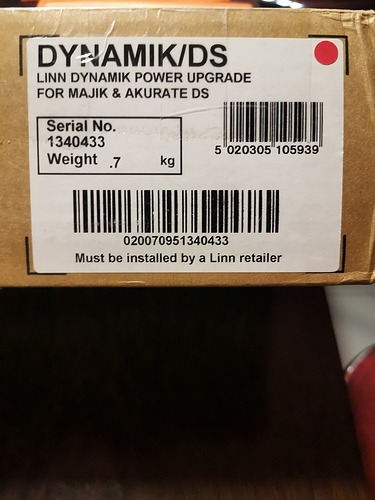 DYNAMIK/DS
LINN DYNAMIK POWER UPGRADE
FOR MAJIK & AKURATE DS
Serial No.
1340433
Weight .7 kg
5 020305 105939
020070951340433
Must be installed by a Linn retailer